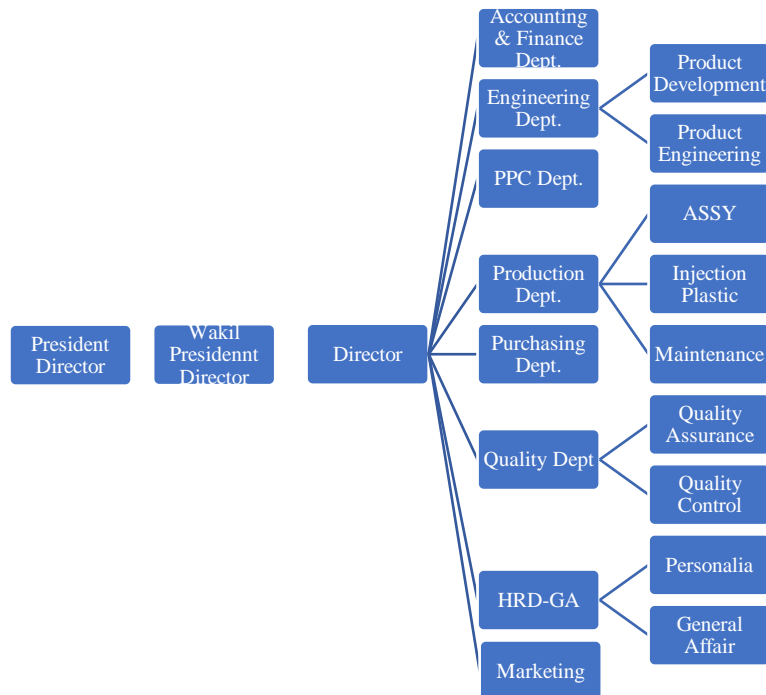 President
Director
Wakil
Presidennt
Director
Director
Accounting
& Finance
Dept.
Engineering
Dept.
Product
Development
Product
Engineering
PPC Dept.
Production
Dept.
ASSY
Injection
Plastic
Maintenance
Purchasing
Dept.
Quality Dept
Quality
Assurance
Quality
Control
HRD-GA
Personalia
General
Affair
Marketing